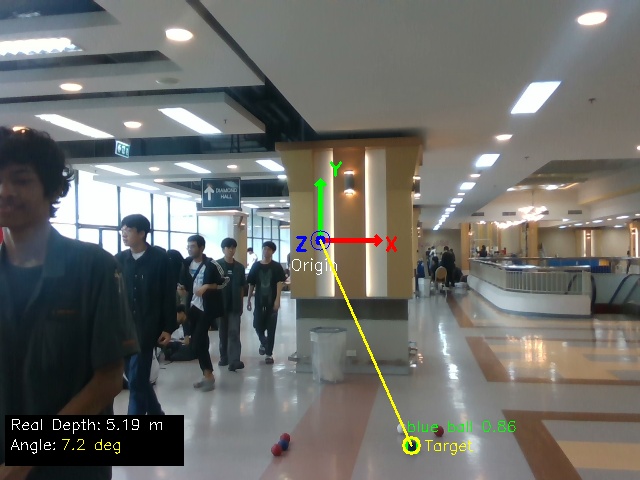 DIAMOND
HALL
Y
Z
X
Origin
blue ball 0.86
Target
Real Depth: 5.19 m
Angle: 7.2 deg